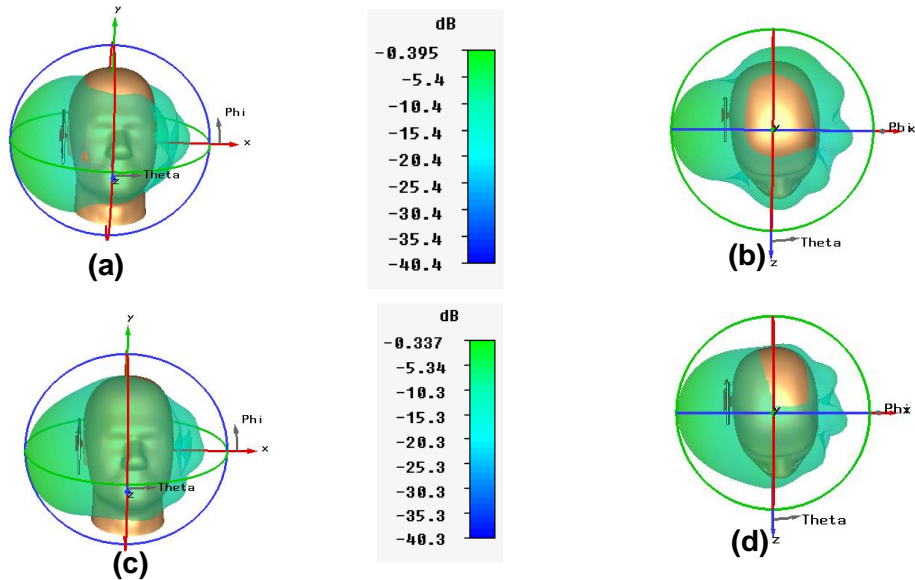 y
Phi
x
z
Theta
(a)
dB
-0.395
-5.4
-10.4
-15.4
-20.4
-25.4
-30.4
-35.4
-40.4
y
Phi
x
Theta
z
(b)
y
Phi
x
z
Theta
(c)
dB
-0.337
-5.34
-10.3
-15.3
-20.3
-25.3
-30.3
-35.3
-40.3
y
Phi
x
Theta
z
(d)